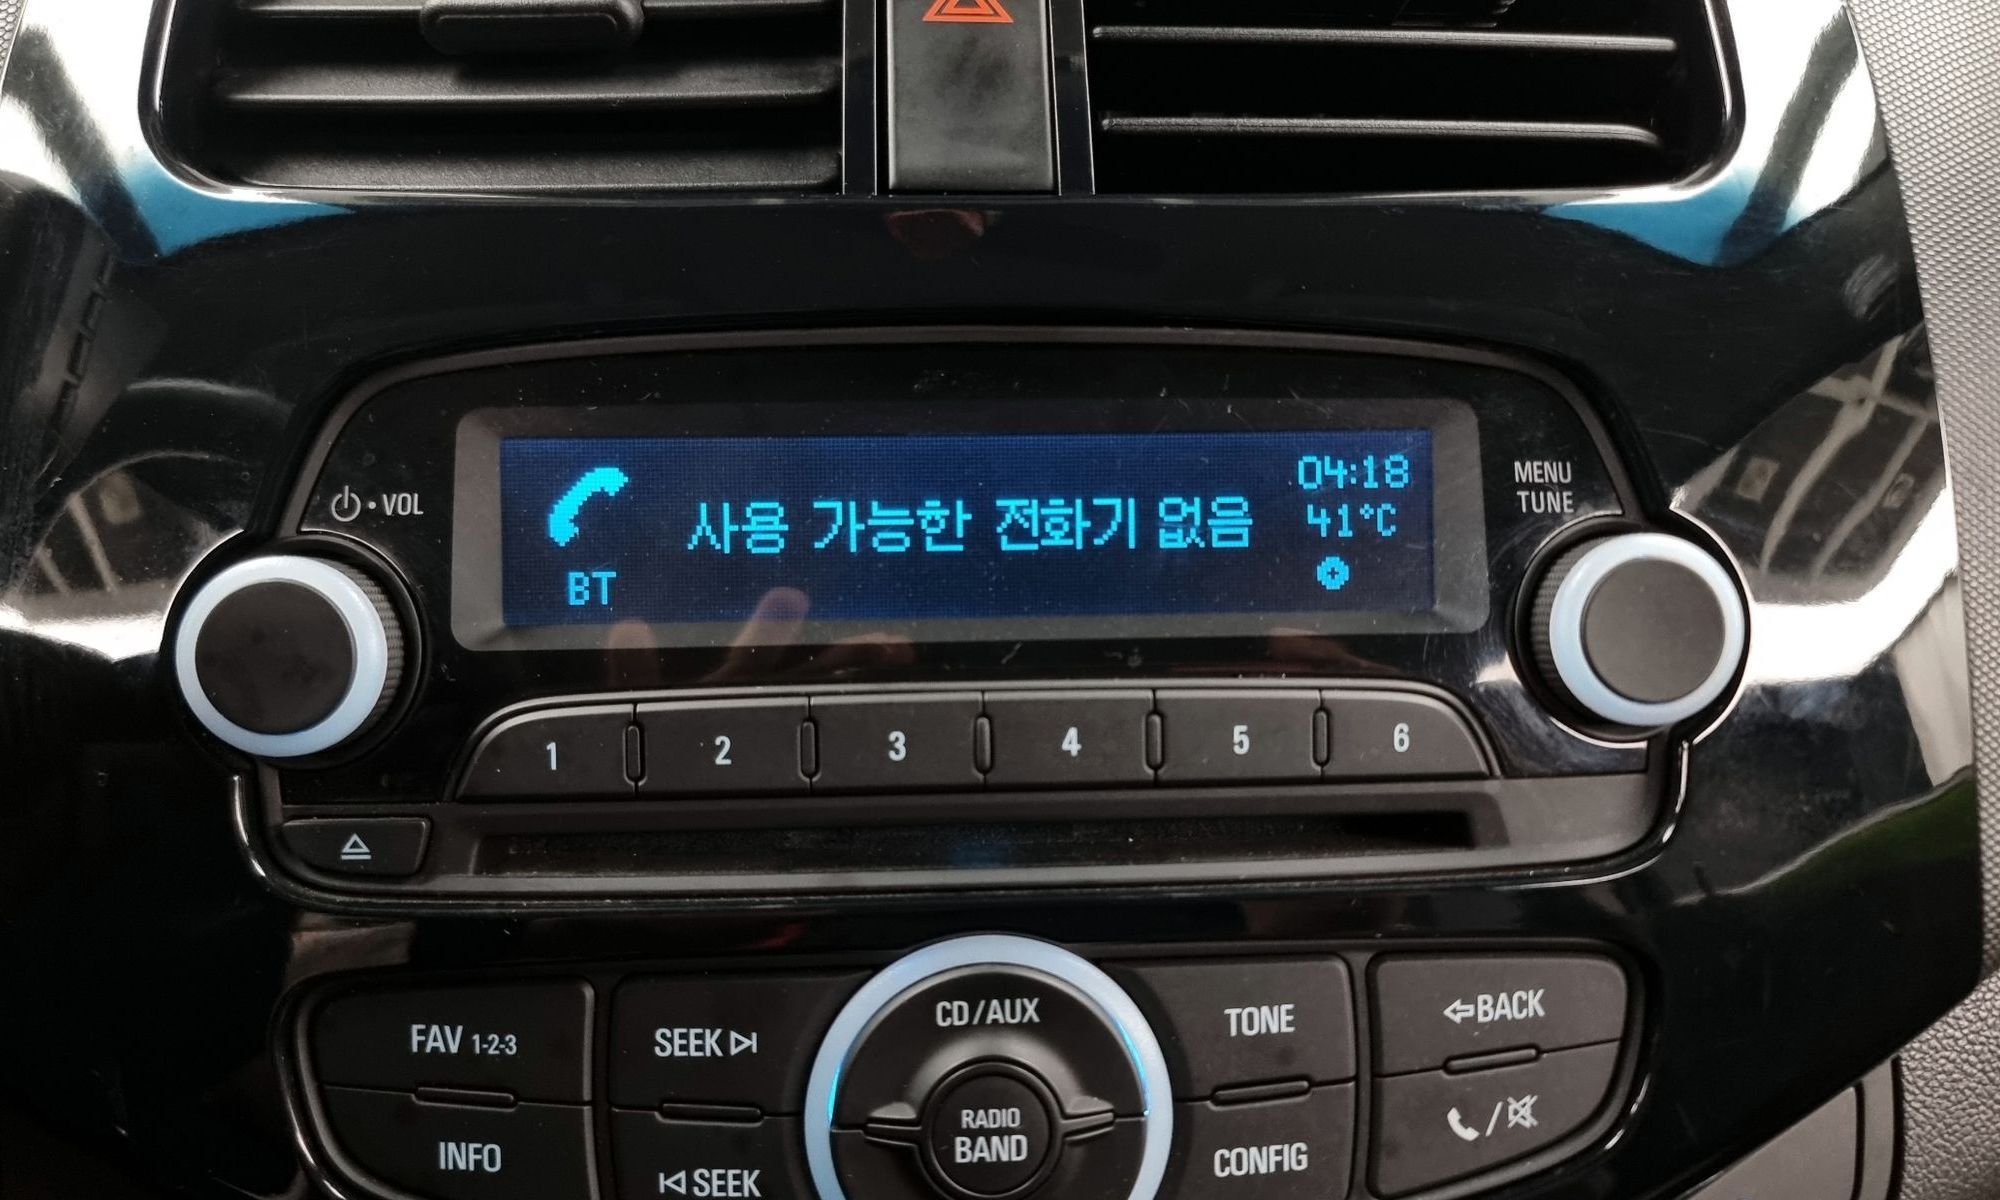 VOL
BT
사용 가능한 전화기 없음
04:18
41°C
MENU
TUNE
1 2 3 4 5 6
FAV 1-2-3
SEEK
CD/AUX
TONE
BACK
INFO
SEEK
RADIO
BAND
CONFIG